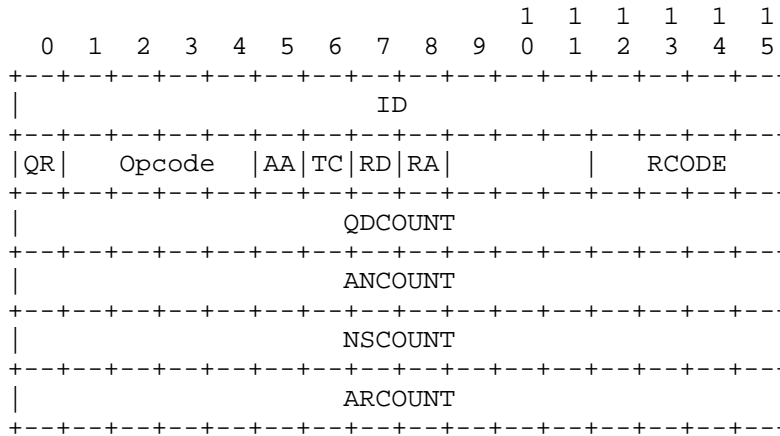 1  1  1  1  1  1
  0  1  2  3  4  5  6  7  8  9  0  1  2  3  4  5
+--+--+--+--+--+--+--+--+--+--+--+--+--+--+--+--
|                      ID
+--+--+--+--+--+--+--+--+--+--+--+--+--+--+--+--
|QR|   Opcode  |AA|TC|RD|RA|        |   RCODE
+--+--+--+--+--+--+--+--+--+--+--+--+--+--+--+--
|                    QDCOUNT
+--+--+--+--+--+--+--+--+--+--+--+--+--+--+--+--
|                    ANCOUNT
+--+--+--+--+--+--+--+--+--+--+--+--+--+--+--+--
|                    NSCOUNT
+--+--+--+--+--+--+--+--+--+--+--+--+--+--+--+--
|                    ARCOUNT
+--+--+--+--+--+--+--+--+--+--+--+--+--+--+--+--